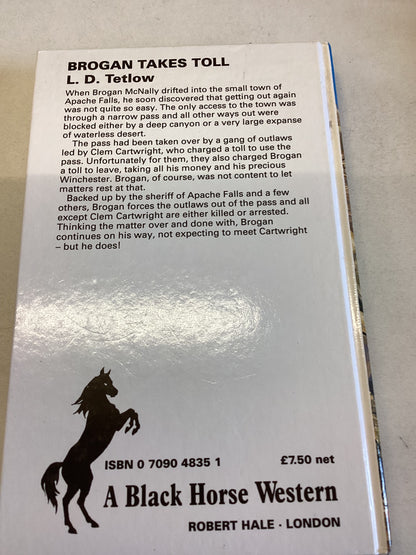 BROGAN TAKES TOLL
L. D. Tetlow
When Brogan McNally drifted into the small town of
Apache Falls, he soon discovered that getting out again
was not quite so easy. The only access to the town was
through a narrow pass and all other ways out were
blocked either by a deep canyon or a very large expanse
of waterless desert.
The pass had been taken over by a gang of outlaws
led by Clem Cartwright, who charged a toll to use the
pass. Unfortunately for them, they also charged Brogan
a toll to leave, taking all his money and his precious
Winchester. Brogan, of course, was not content to let
matters rest at that.
Backed up by the sheriff of Apache Falls and a few
others, Brogan forces the outlaws out of the pass and all
except Clem Cartwright are either killed or arrested.
Thinking the matter over and done with, Brogan
continues on his way, not expecting to meet Cartwright
– but he does!
ISBN 0 7090 4835 1
£7.50 net
A Black Horse Western
ROBERT HALE · LONDON